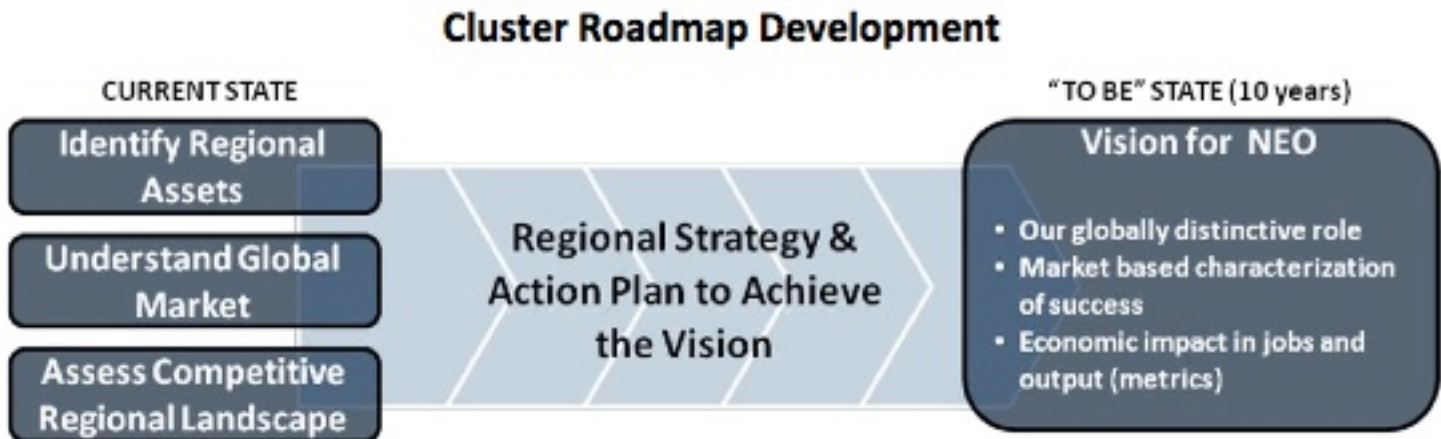 Cluster Roadmap Development
CURRENT STATE
Identify Regional
Assets
Understand Global
Market
Assess Competitive
Regional Landscape
Regional Strategy &
Action Plan to Achieve
the Vision
"TO BE" STATE (10 years)
Vision for NEO
▪ Our globally distinctive role
▪ Market based characterization
of success
▪ Economic impact in jobs and
output (metrics)